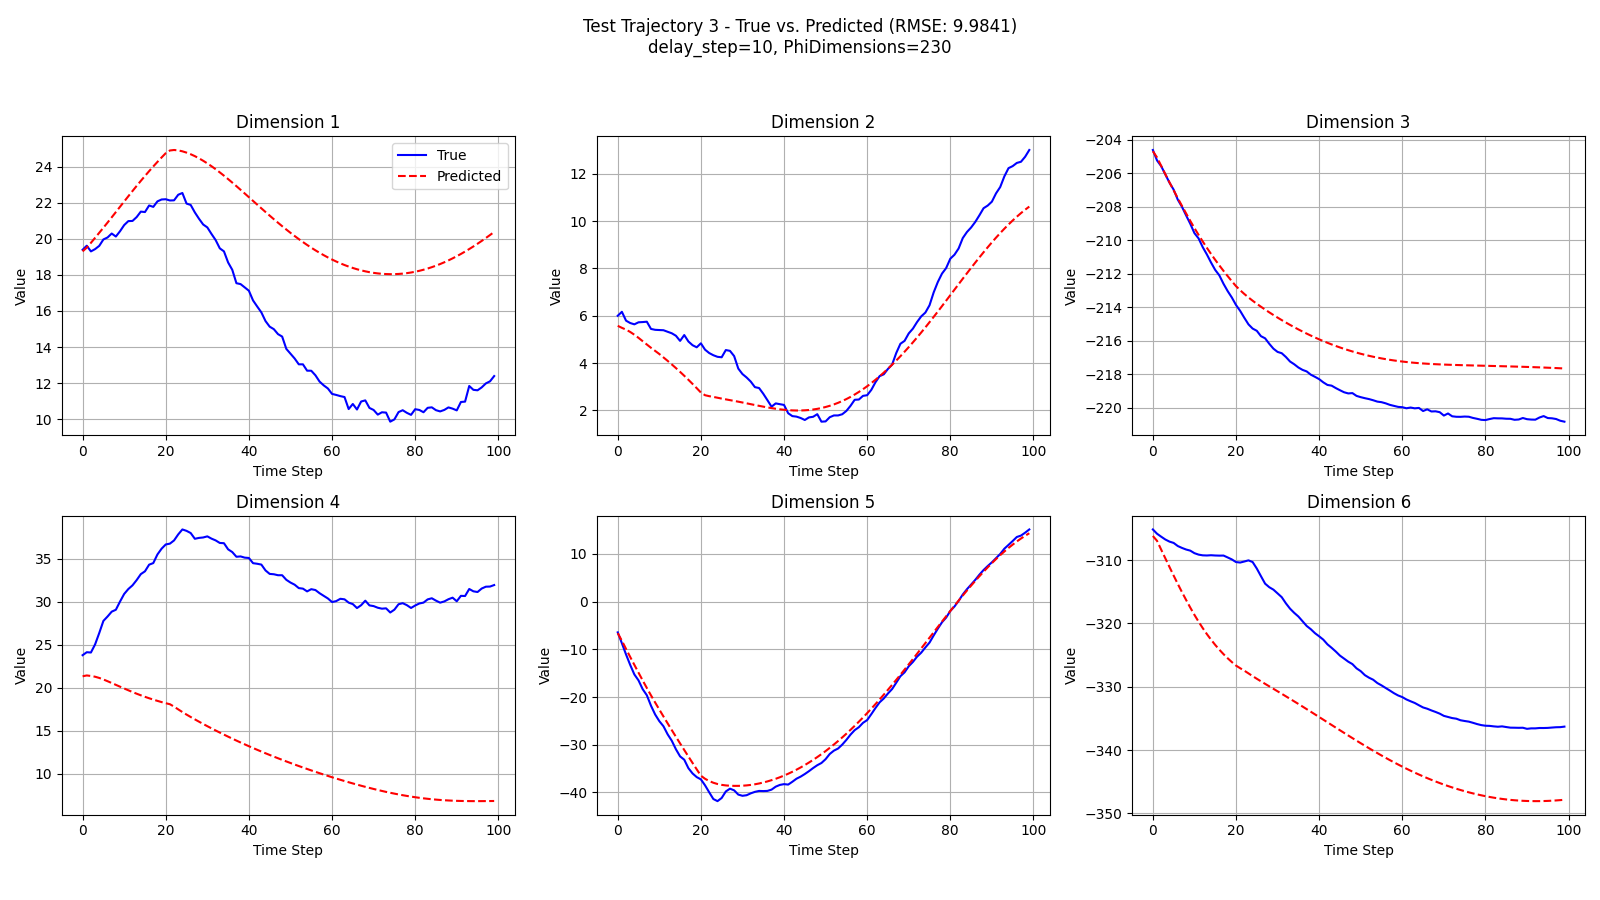 Test Trajectory 3 - True vs. Predicted (RMSE: 9.9841)
delay_step=10, PhiDimensions=230
Dimension 1
Value
24
22
20
18
16
14
12
10
True
Predicted
0 20 40 60 80 100
Time Step
Dimension 2
Value
12
10
8
6
4
2
0 20 40 60 80 100
Time Step
Dimension 3
Value
−204
−206
−208
−210
−212
−214
−216
−218
−220
0 20 40 60 80 100
Time Step
Dimension 4
Value
35
30
25
20
15
10
0 20 40 60 80 100
Time Step
Dimension 5
Value
10
0
−10
−20
−30
−40
0 20 40 60 80 100
Time Step
Dimension 6
Value
−310
−320
−330
−340
−350
0 20 40 60 80 100
Time Step